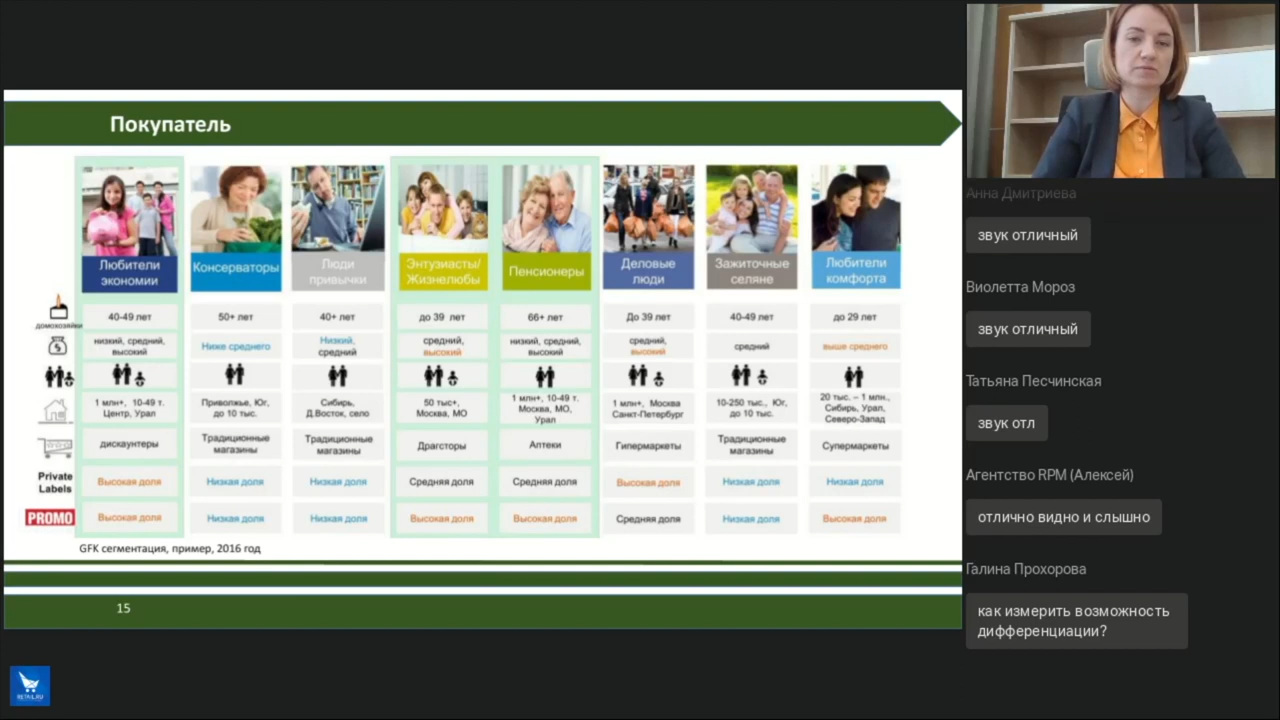 Покупатель
Любители
экономии
Консерваторы
Люди
привычки
Энтузиасты/
Жизнелюбы
Пенсионеры
Деловые
люди
Зажиточные
селяне
Любители
комфорта
домохозяйки
40-49 лет
50+ лет
40+ лет
до 39 лет
66+ лет
До 39 лет
40-49 лет
до 29 лет
низкий, средний,
высокий
Ниже среднего
Низкий,
средний
средний,
высокий
низкий, средний,
высокий
средний,
высокий
средний
выше среднего
1 млн+, 10-49 т.
Центр, Урал
Приволжье, Юг,
до 10 тыс.
Сибирь,
Д.Восток, село
50 тыс+,
Москва, МО
1 млн+, 10-49 т.
Москва, МО,
Урал
1 млн+, Москва
Санкт-Петербург
10-250 тыс., Юг,
до 10 тыс.
20 тыс. – 1 млн.,
Сибирь, Урал,
Северо-Запад
дискаунтеры
Традиционные
магазины
Традиционные
магазины
Драгсторы
Аптеки
Гипермаркеты
Традиционные
магазины
Супермаркеты
Private
Labels
Высокая доля
Низкая доля
Низкая доля
Средняя доля
Средняя доля
Высокая доля
Низкая доля
Низкая доля
PROMO
Высокая доля
Низкая доля
Низкая доля
Высокая доля
Высокая доля
Средняя доля
Низкая доля
Высокая доля
GFK сегментация, пример, 2016 год
15
RETAIL.RU
Анна Дмитриева
звук отличный
Виолетта Мороз
звук отличный
Татьяна Песчинская
звук отл
Агентство RPM (Алексей)
отлично видно и слышно
Галина Прохорова
как измерить возможность
дифференциации?